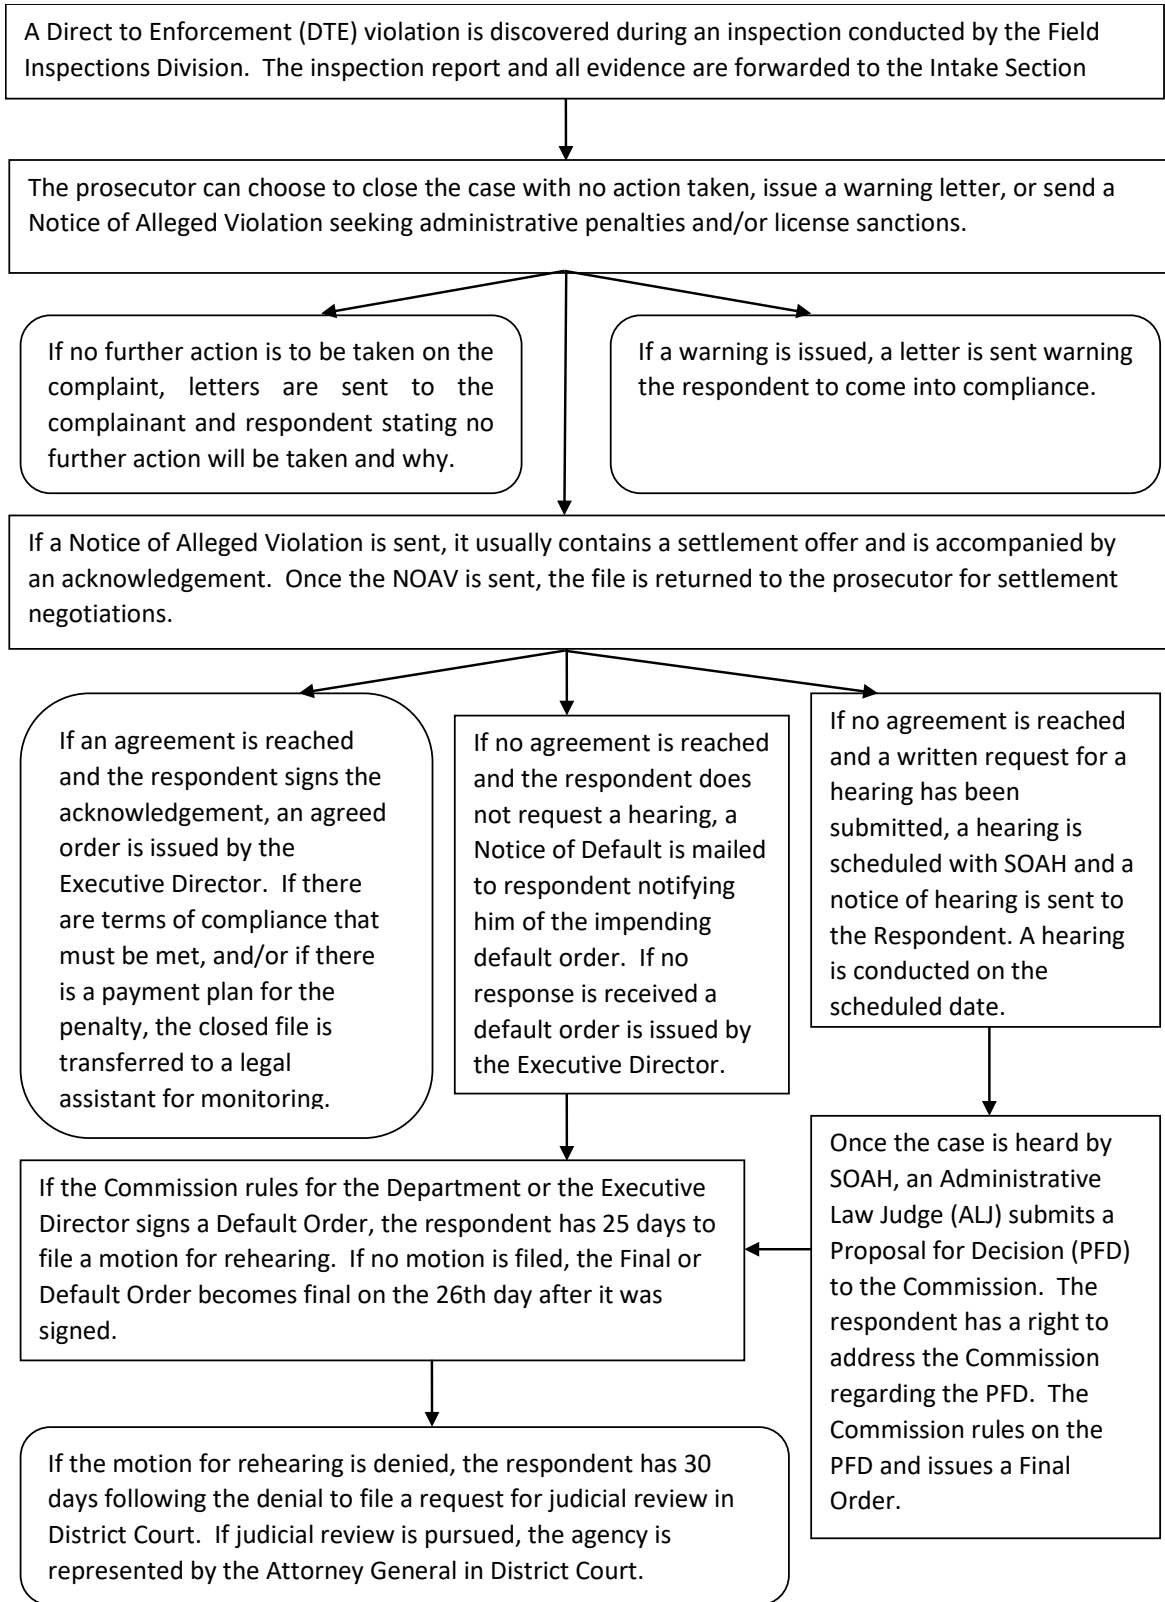 A Direct to Enforcement (DTE) violation is discovered during an inspection conducted by the Field
Inspections Division.  The inspection report and all evidence are forwarded to the Intake Section
The prosecutor can choose to close the case with no action taken, issue a warning letter, or send a
Notice of Alleged Violation seeking administrative penalties and/or license sanctions.
If no further action is to be taken on the
complaint, letters are sent to the
complainant and respondent stating no
further action will be taken and why.
If a warning is issued, a letter is sent warning
the respondent to come into compliance.
If a Notice of Alleged Violation is sent, it usually contains a settlement offer and is accompanied by
an acknowledgement.  Once the NOAV is sent, the file is returned to the prosecutor for settlement
negotiations.
If an agreement is reached
and the respondent signs the
acknowledgement, an agreed
order is issued by the
Executive Director.  If there
are terms of compliance that
must be met, and/or if there
is a payment plan for the
penalty, the closed file is
transferred to a legal
assistant for monitoring.
If no agreement is reached
and the respondent does
not request a hearing, a
Notice of Default is mailed
to respondent notifying
him of the impending
default order.  If no
response is received a
default order is issued by
the Executive Director.
If no agreement is reached
and a written request for a
hearing has been
submitted, a hearing is
scheduled with SOAH and a
notice of hearing is sent to
the Respondent. A hearing
is conducted on the
scheduled date.
If the Commission rules for the Department or the Executive
Director signs a Default Order, the respondent has 25 days to
file a motion for rehearing.  If no motion is filed, the Final or
Default Order becomes final on the 26th day after it was
signed.
Once the case is heard by
SOAH, an Administrative
Law Judge (ALJ) submits a
Proposal for Decision (PFD)
to the Commission.  The
respondent has a right to
address the Commission
regarding the PFD.  The
Commission rules on the
PFD and issues a Final
Order.
If the motion for rehearing is denied, the respondent has 30
days following the denial to file a request for judicial review in
District Court.  If judicial review is pursued, the agency is
represented by the Attorney General in District Court.